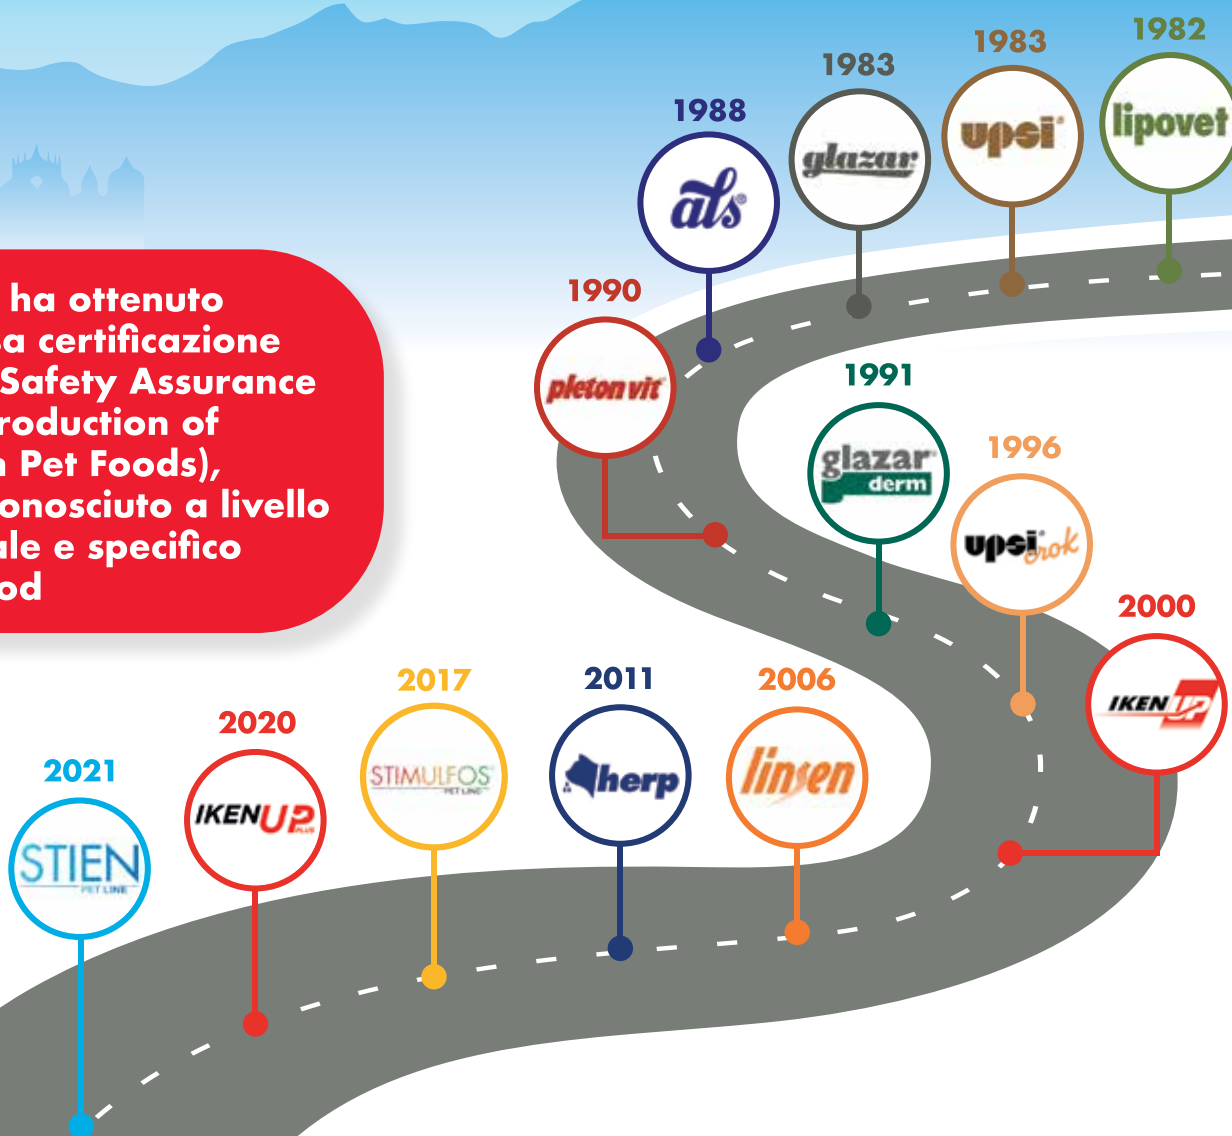 1982
lipovet
1983
upsi®
1983
glazar
1988
als®
1990
pletonvit
ha ottenuto
sa certificazione
Safety Assurance
roduction of
n Pet Foods),
onosciuto a livello
ale e specifico
od
1991
glazar
derm
1996
upsi® crok
2000
IKEN UP
2006
linsen
2011
herp
2017
STIMULFOS®
PET LINE
2020
IKEN UP
PLUS
2021
STIEN
PET LINE